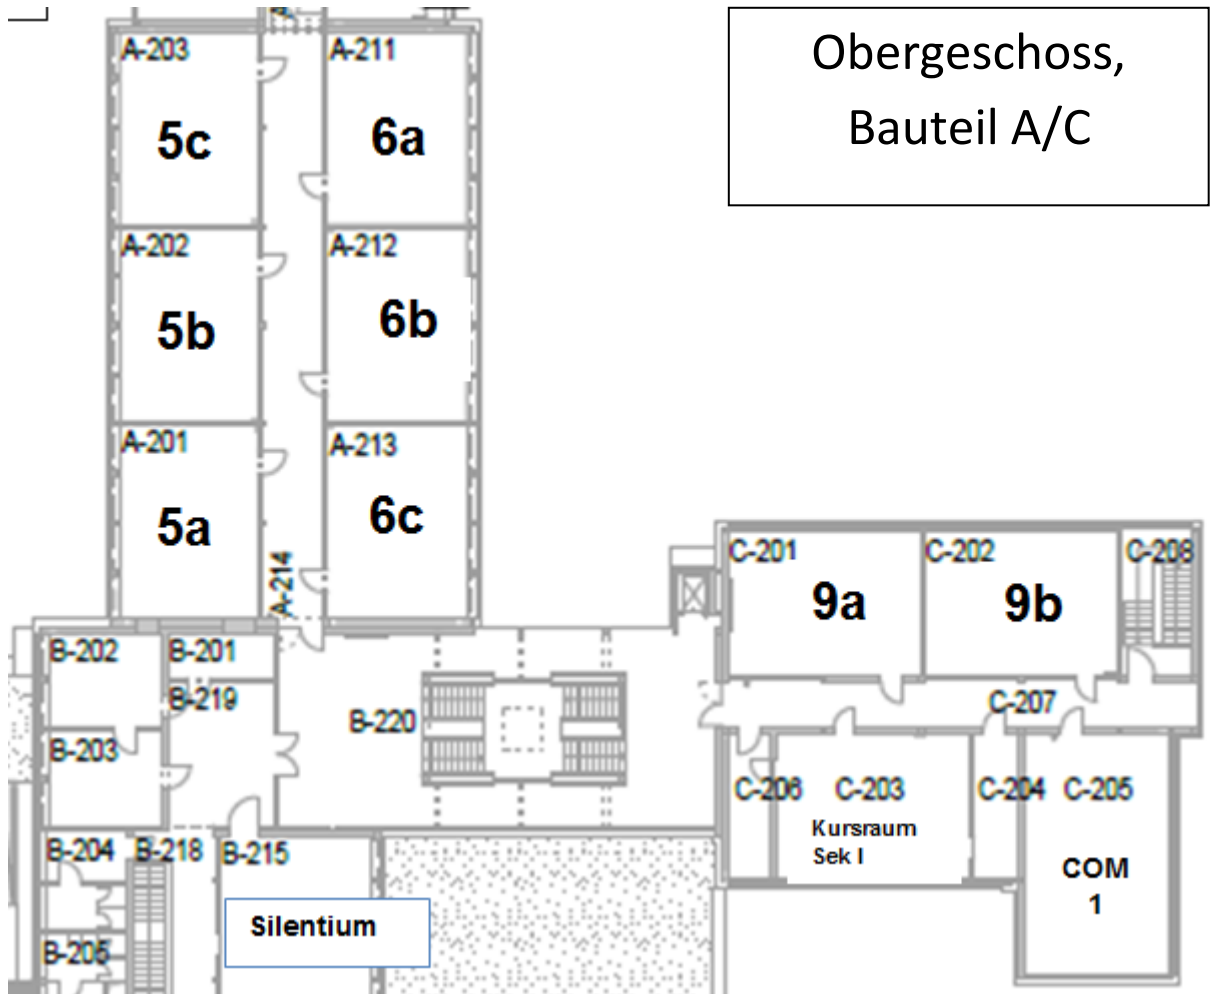 Obergeschoss,
Bauteil A/C
A-203
5c
A-211
6a
A-202
5b
A-212
6b
A-201
5a
A-213
6c
A-214
C-201
9a
C-202
9b
C-208
B-202
B-201
B-219
B-220
C-207
B-203
C-206
C-203
Kursraum
Sek I
C-204
C-205
COM
1
B-204
B-218
B-215
Silentium
B-205